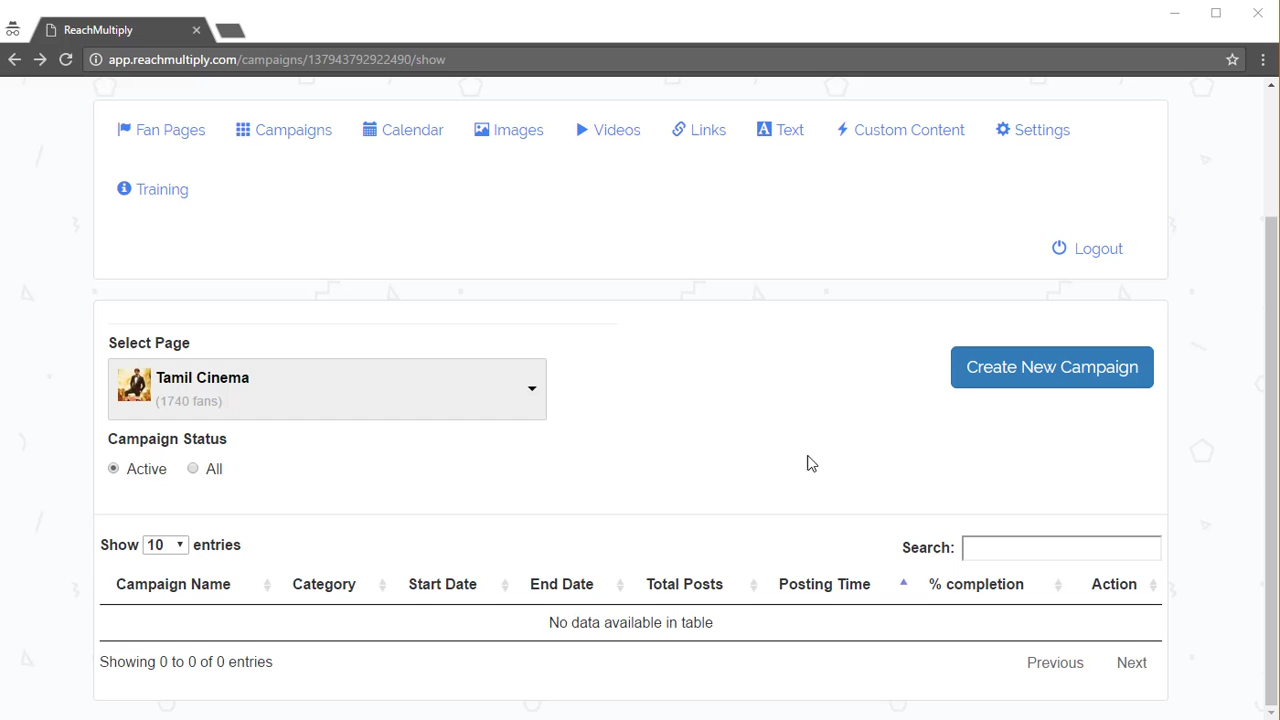 ReachMultiply
app.reachmultiply.com/campaigns/137943792922490/show
Fan Pages Campaigns Calendar Images Videos Links Text Custom Content Settings
Training
Logout
Select Page
Tamil Cinema
(1740 fans)
Create New Campaign
Campaign Status
Active All
Show 10 entries
Search:
Campaign Name Category Start Date End Date Total Posts Posting Time % completion Action
No data available in table
Showing 0 to 0 of 0 entries
Previous Next